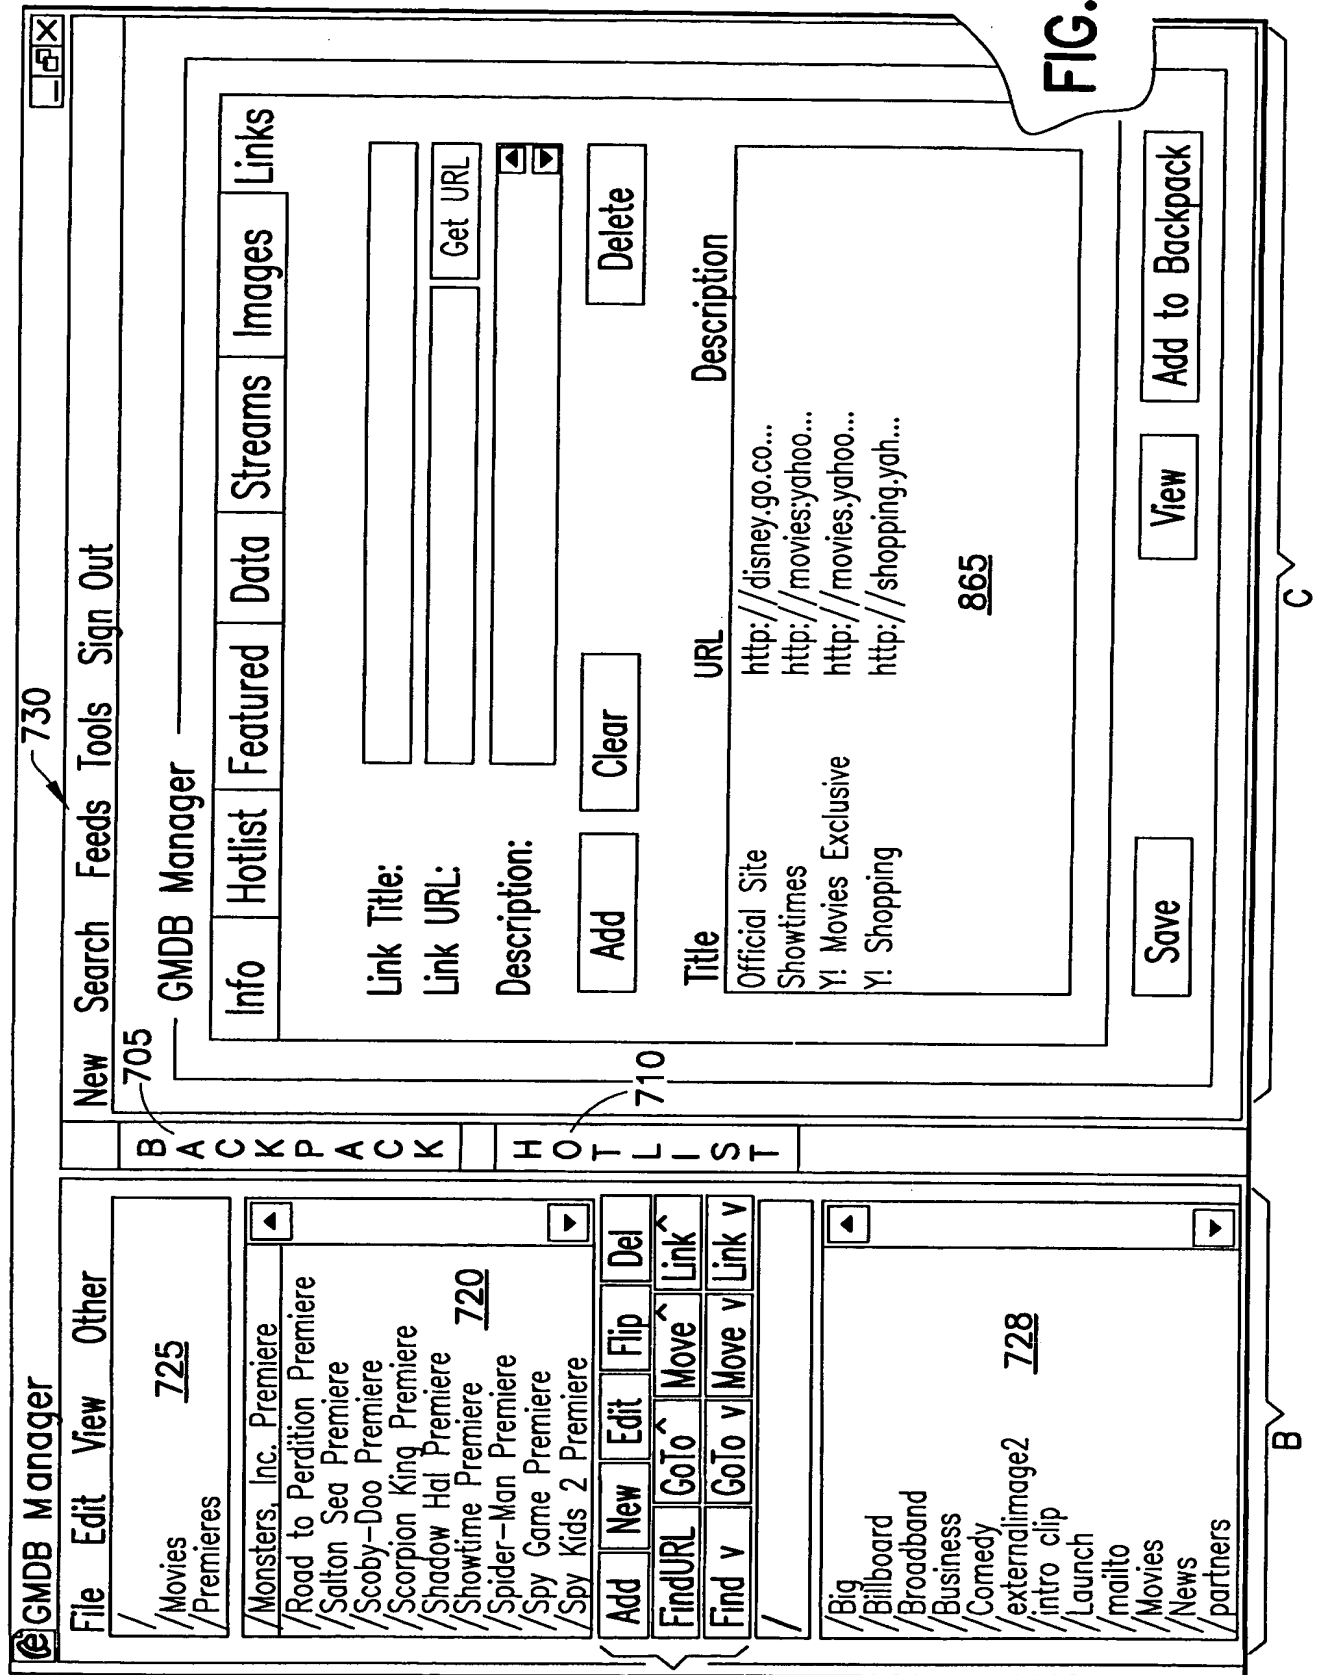 GMDB Manager
730
File Edit View Other
New Search Feeds Tools Sign Out
/
/Movies
/Premieres
725
/Monsters, Inc. Premiere
/Road to Perdition Premiere
/Salton Sea Premiere
/Scoby-Doo Premiere
/Scorpion King Premiere
/Shadow Hal Premiere
/Showtime Premiere
/Spider-Man Premiere
/Spy Game Premiere
/Spy Kids 2 Premiere
720
Add New Edit Flip Del
FindURL GoTo^ Move^ Link^
Find v GoTo v Move v Link v
/
/Big
/Billboard
/Broadband
/Business
/Comedy
/externalimage2
/intro clip
/Launch
/mailto
/Movies
/News
/partners
728
B
705
BACKPACK
HOTLIST
710
GMDB Manager
Info Hotlist Featured Data Streams Images Links
Link Title:
Link URL: Get URL
Description:
Add Clear Delete
Title URL Description
Official Site http://disney.go.co...
Showtimes http://movies:yahoo...
Y! Movies Exclusive http://movies.yahoo...
Y! Shopping http://shopping.yah...
865
Save View Add to Backpack
C
FIG.